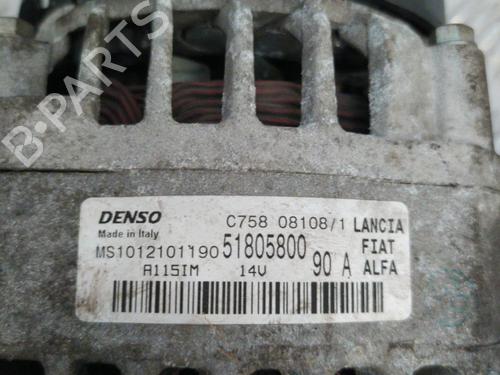 B-PARTS
DENSO C758 08108/1 LANCIA
Made in Italy 51805800 FIAT
MS1012101190 90 A ALFA
A115IM 14V